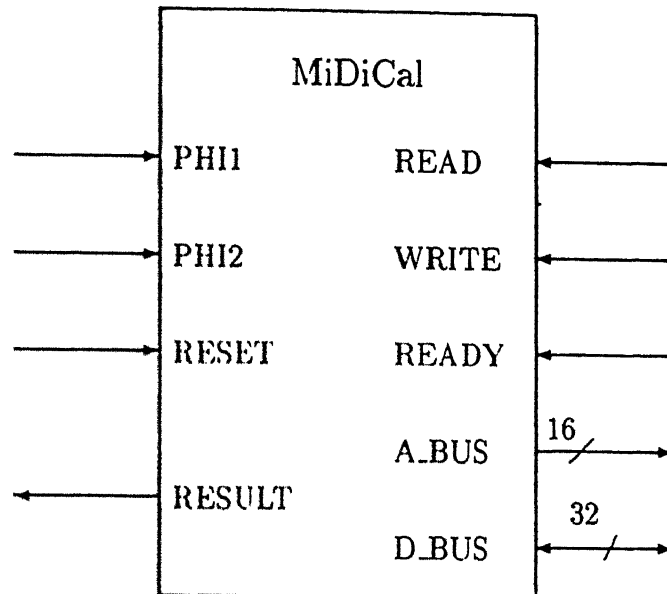 MiDiCal
PHI1 READ
PHI2 WRITE
RESET READY
16
A_BUS
RESULT
32
D_BUS